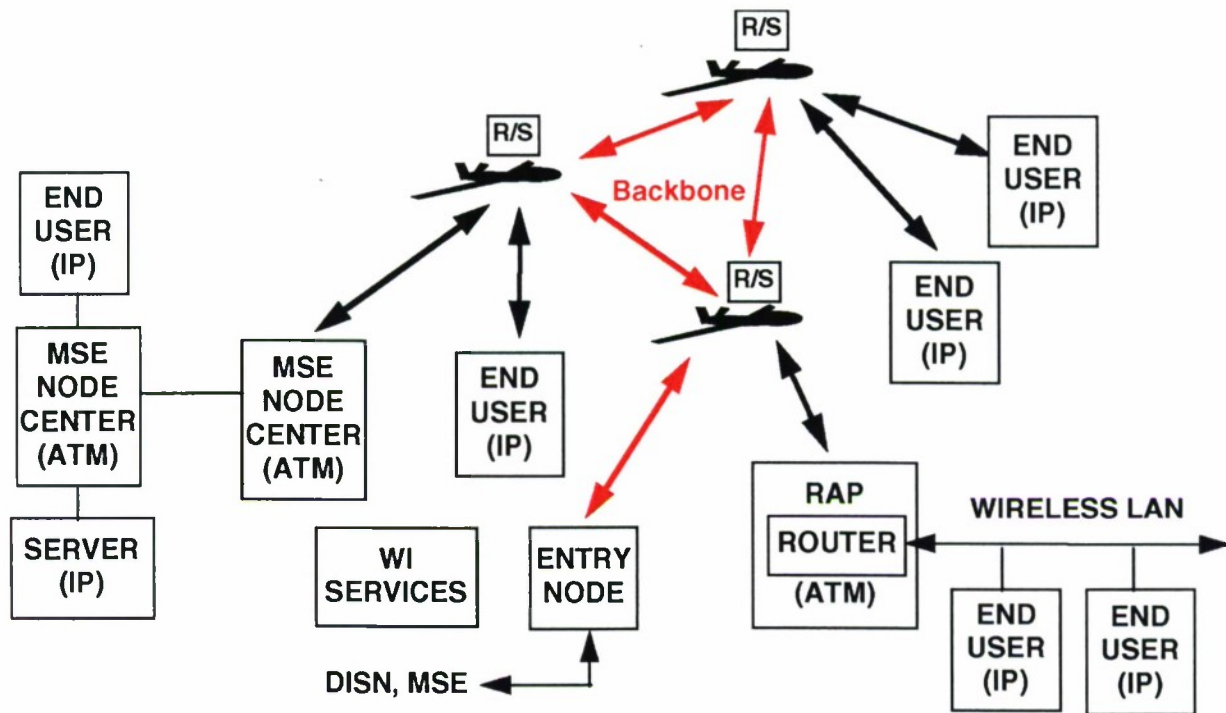 R/S
R/S
Backbone
R/S
END
USER
(IP)
END
USER
(IP)
END
USER
(IP)
MSE
NODE
CENTER
(ATM)
MSE
NODE
CENTER
(ATM)
END
USER
(IP)
SERVER
(IP)
WI
SERVICES
ENTRY
NODE
DISN, MSE
RAP
ROUTER
(ATM)
WIRELESS LAN
END
USER
(IP)
END
USER
(IP)